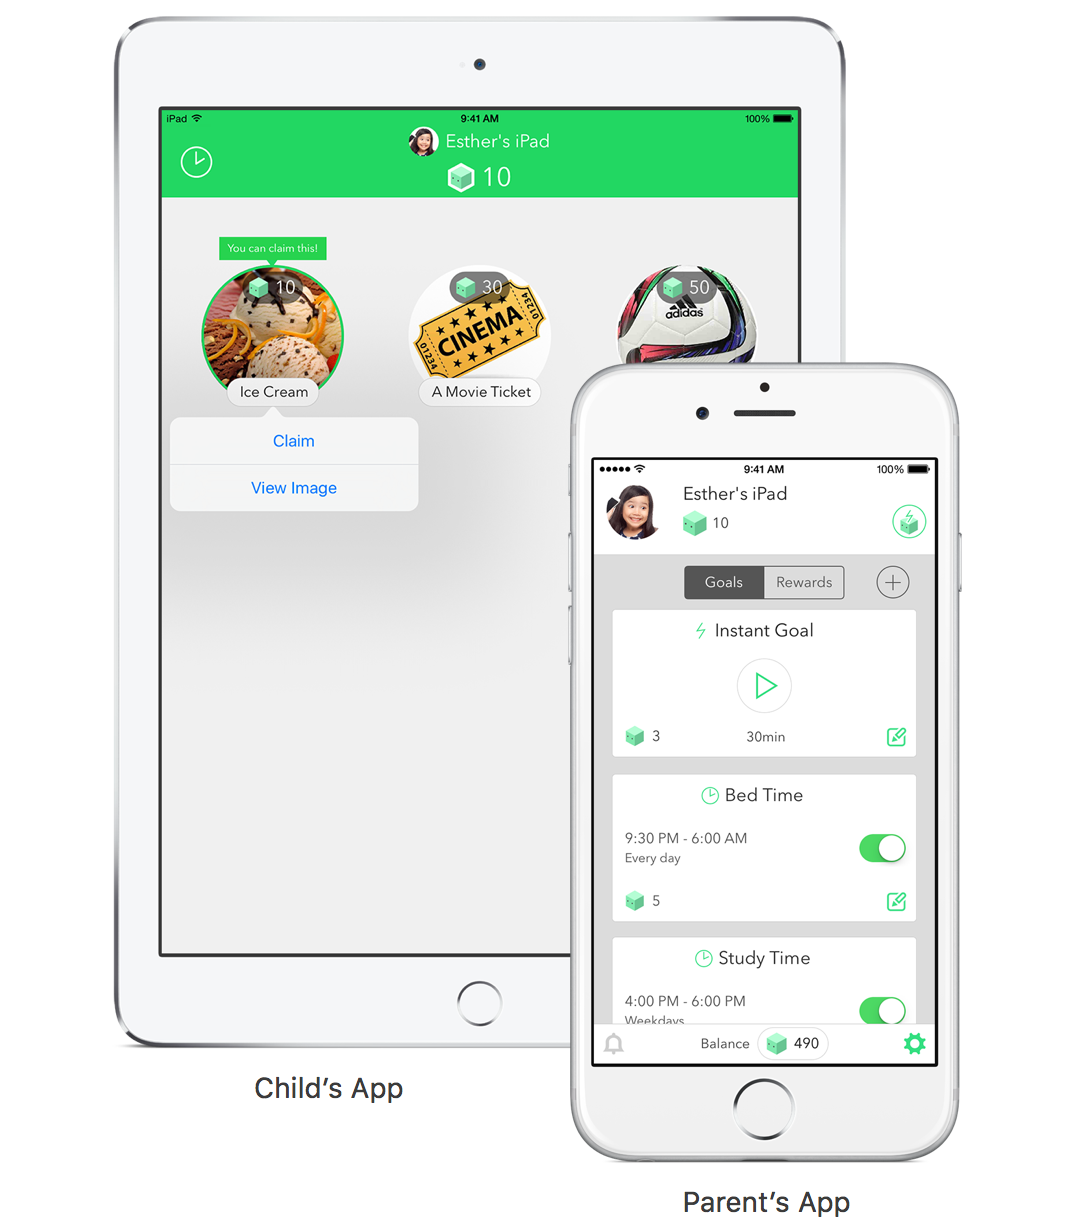 iPad 9:41 AM 100%
Esther's iPad
10
You can claim this!
10
30
50
01234
CINEMA
01234
adidas
Ice Cream
A Movie Ticket
Claim
View Image
9:41 AM 100%
Esther's iPad
10
Goals Rewards
Instant Goal
3 30min
Bed Time
9:30 PM - 6:00 AM
Every day
5
Study Time
4:00 PM - 6:00 PM
Weekdays
Balance 490
Child’s App
Parent’s App